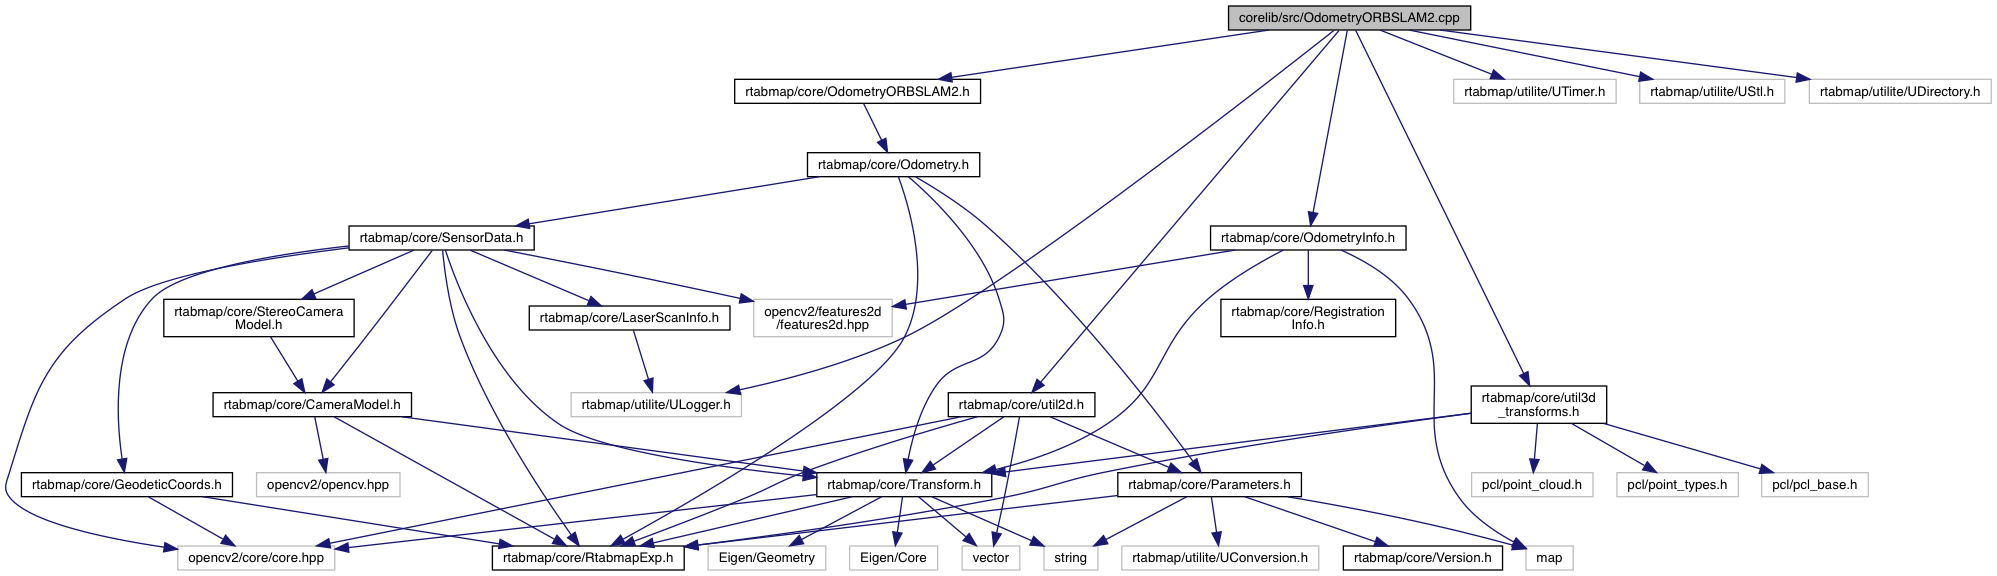 corelib/src/OdometryORBSLAM2.cpp
rtabmap/core/OdometryORBSLAM2.h
rtabmap/utilite/UTimer.h
rtabmap/utilite/UStl.h
rtabmap/utilite/UDirectory.h
rtabmap/core/Odometry.h
rtabmap/core/SensorData.h
rtabmap/core/OdometryInfo.h
rtabmap/core/StereoCamera
Model.h
rtabmap/core/LaserScanInfo.h
opencv2/features2d
/features2d.hpp
rtabmap/core/Registration
Info.h
rtabmap/core/CameraModel.h
rtabmap/utilite/ULogger.h
rtabmap/core/util2d.h
rtabmap/core/util3d
_transforms.h
rtabmap/core/GeodeticCoords.h
opencv2/opencv.hpp
rtabmap/core/Transform.h
rtabmap/core/Parameters.h
pcl/point_cloud.h
pcl/point_types.h
pcl/pcl_base.h
opencv2/core/core.hpp
rtabmap/core/RtabmapExp.h
Eigen/Geometry
Eigen/Core
vector
string
rtabmap/utilite/UConversion.h
rtabmap/core/Version.h
map